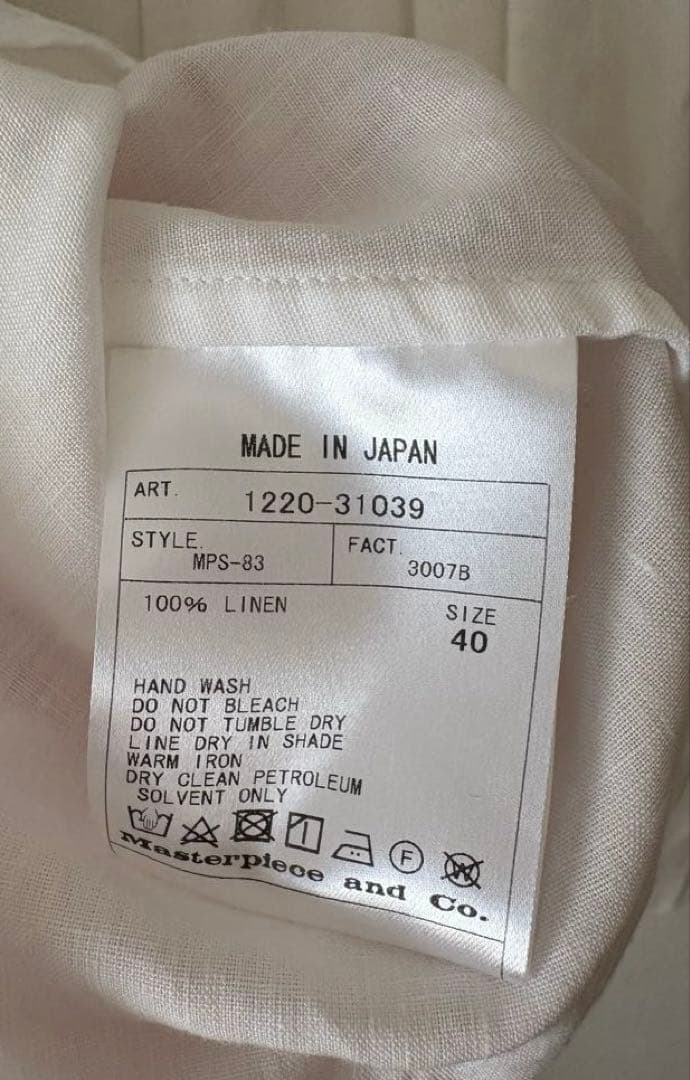 MADE IN JAPAN
ART. 1220-31039
STYLE. MPS-83
FACT. 3007B
100% LINEN
SIZE
40
HAND WASH
DO NOT BLEACH
DO NOT TUMBLE DRY
LINE DRY IN SHADE
WARM IRON
DRY CLEAN PETROLEUM
SOLVENT ONLY
F W
Masterpiece and Co.